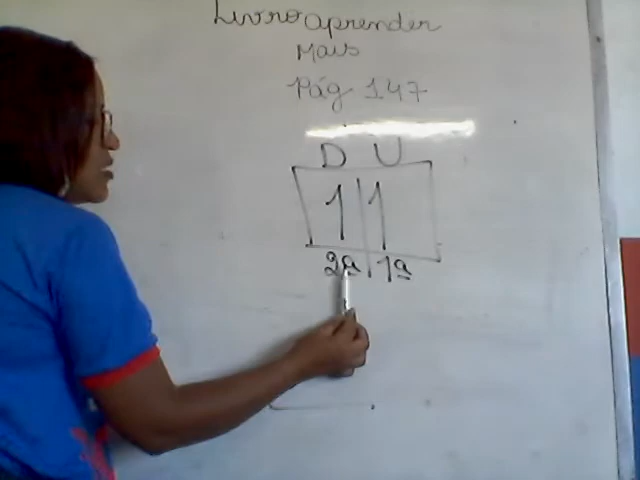 Livro aprender
Mais
Pág 147
D U
1 1
2ª 1ª